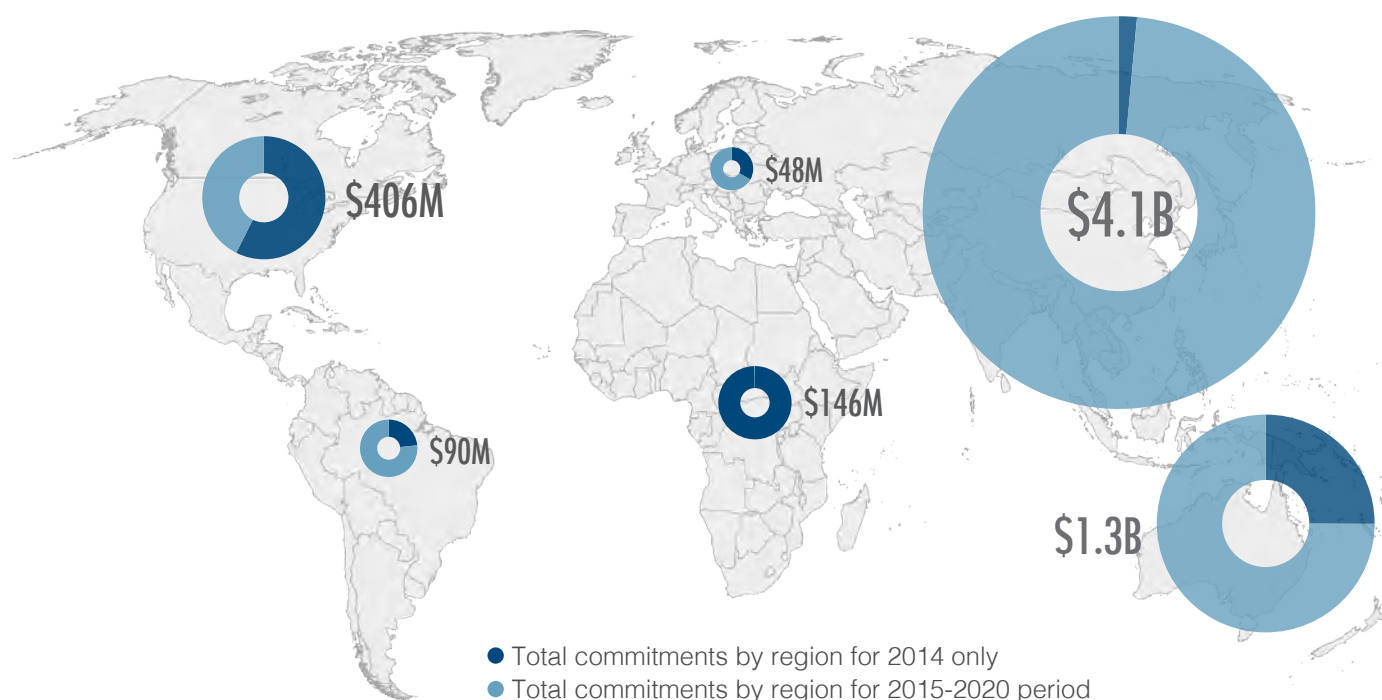 $406M
$48M
$4.1B
$146M
$90M
$1.3B
Total commitments by region for 2014 only
Total commitments by region for 2015-2020 period